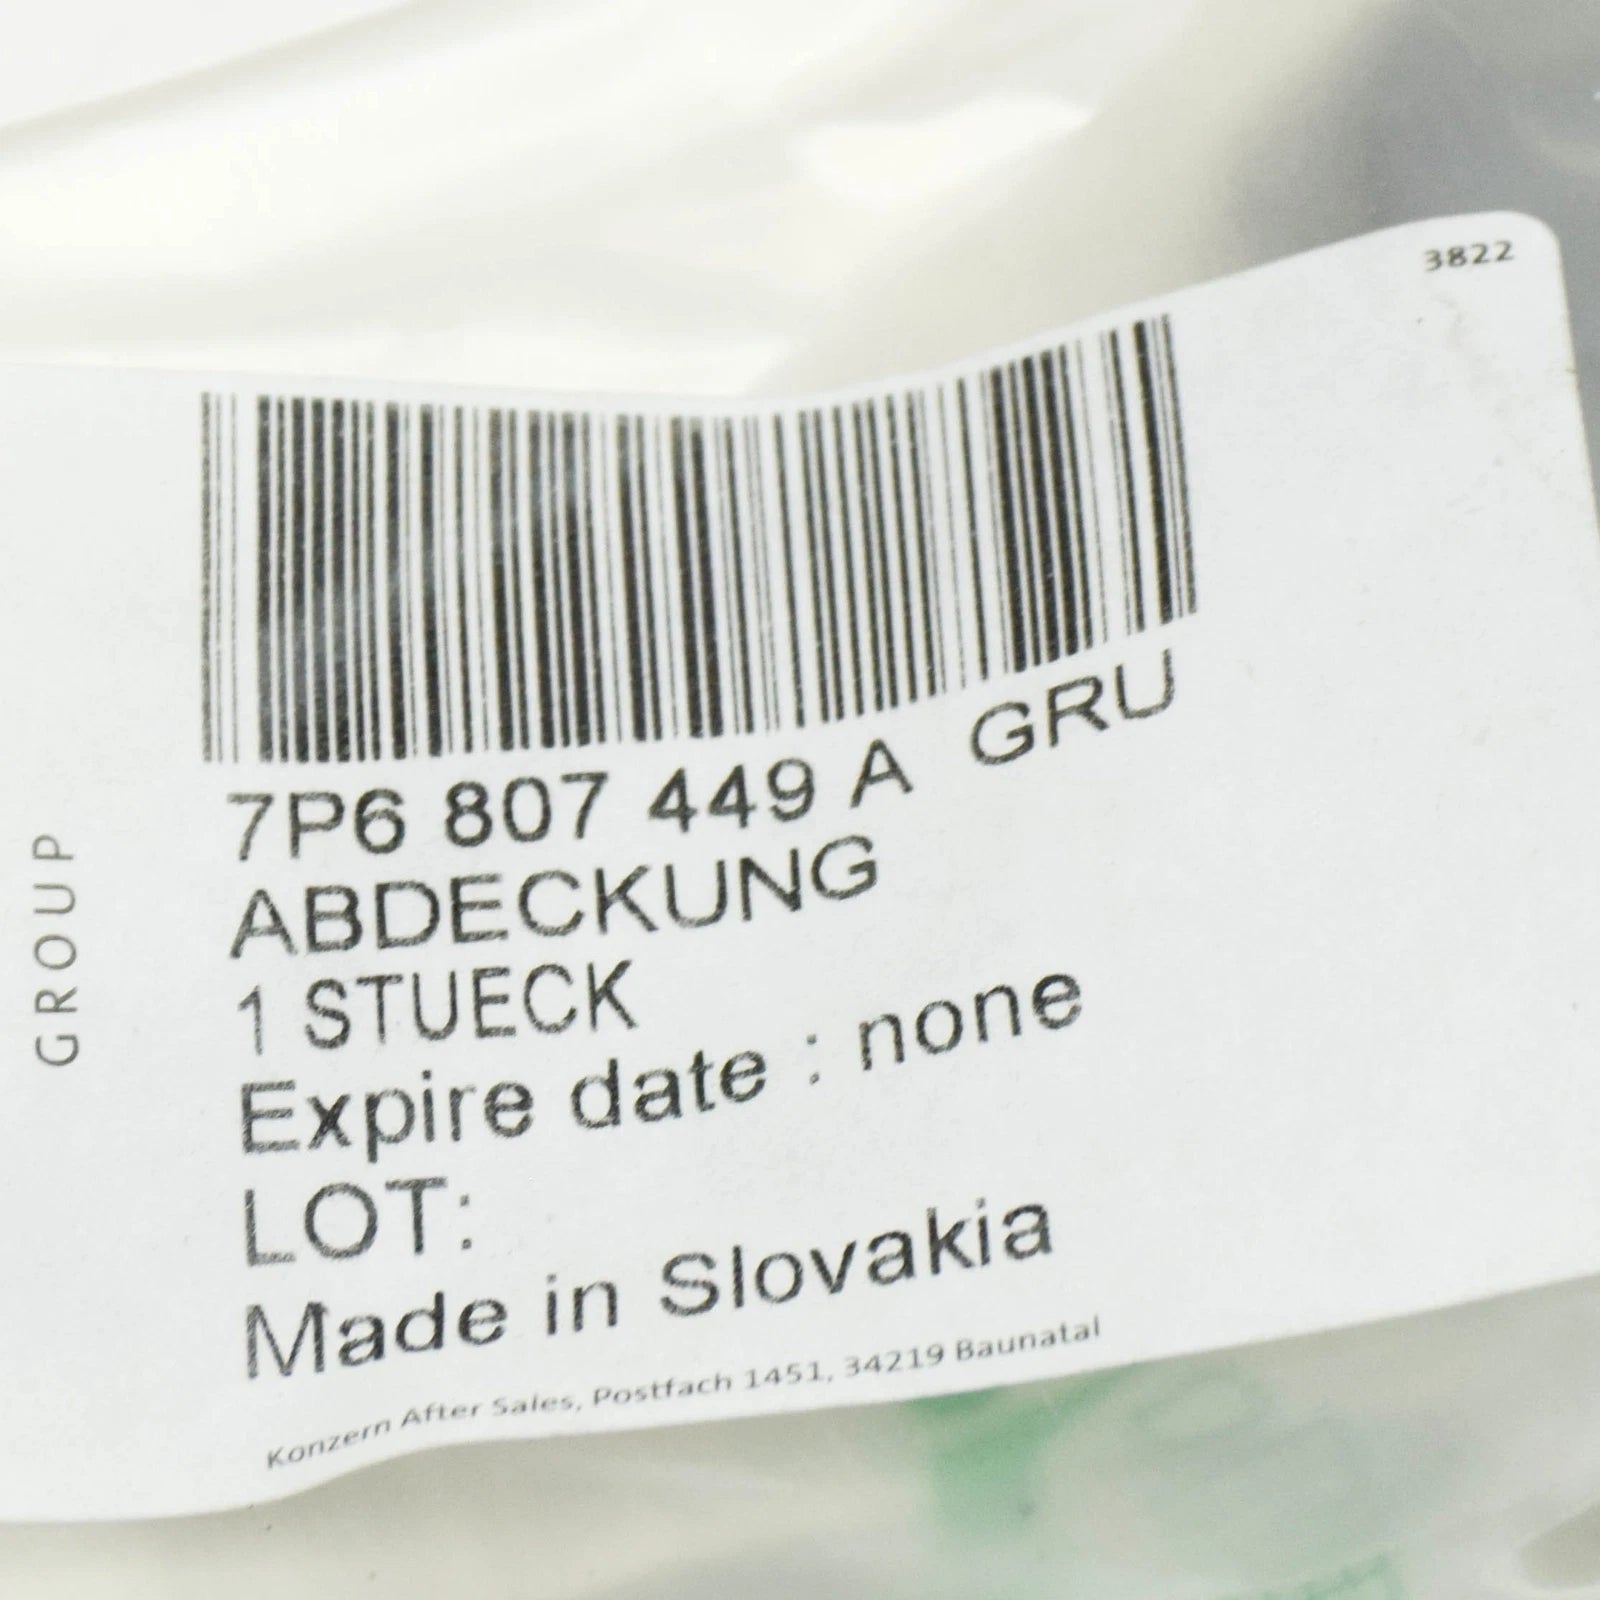 3822
7P6 807 449 A GRU
ABDECKUNG
1 STUECK
Expire date : none
LOT:
Made in Slovakia
Konzern After Sales, Postfach 1451, 34219 Baunatal
GROUP